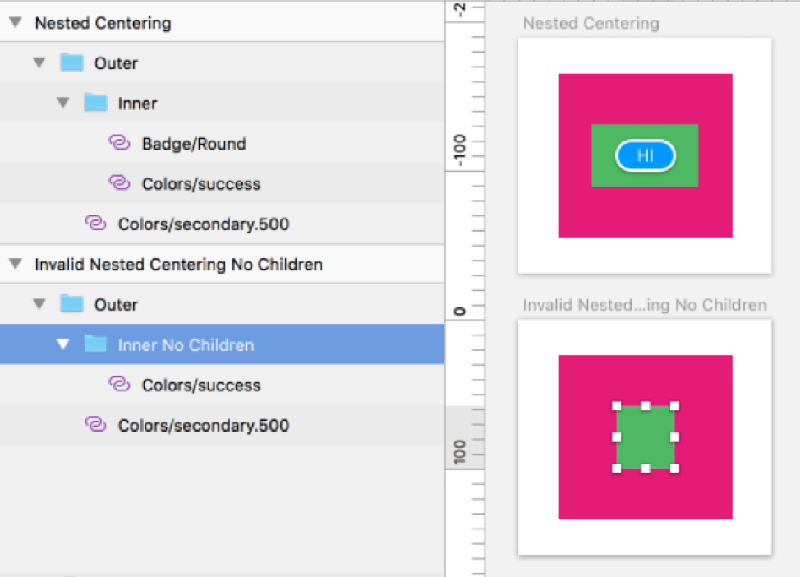 Nested Centering
Outer
Inner
Badge/Round
Colors/success
Colors/secondary.500
Invalid Nested Centering No Children
Outer
Inner No Children
Colors/success
Colors/secondary.500
-2
-100
0
100
Nested Centering
HI
Invalid Nested...ing No Children